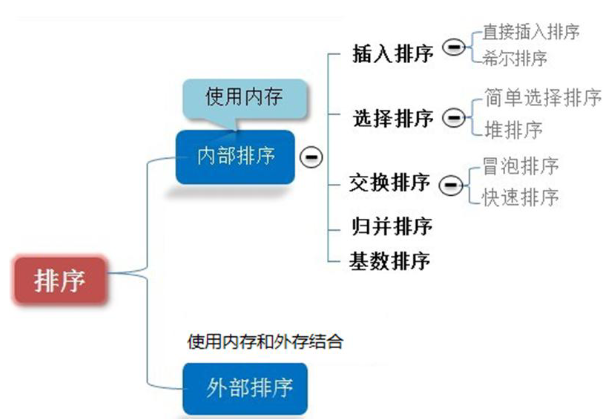 直接插入排序
插入排序
希尔排序
使用内存
简单选择排序
选择排序
堆排序
内部排序
冒泡排序
交换排序
快速排序
归并排序
基数排序
排序
使用内存和外存结合
外部排序